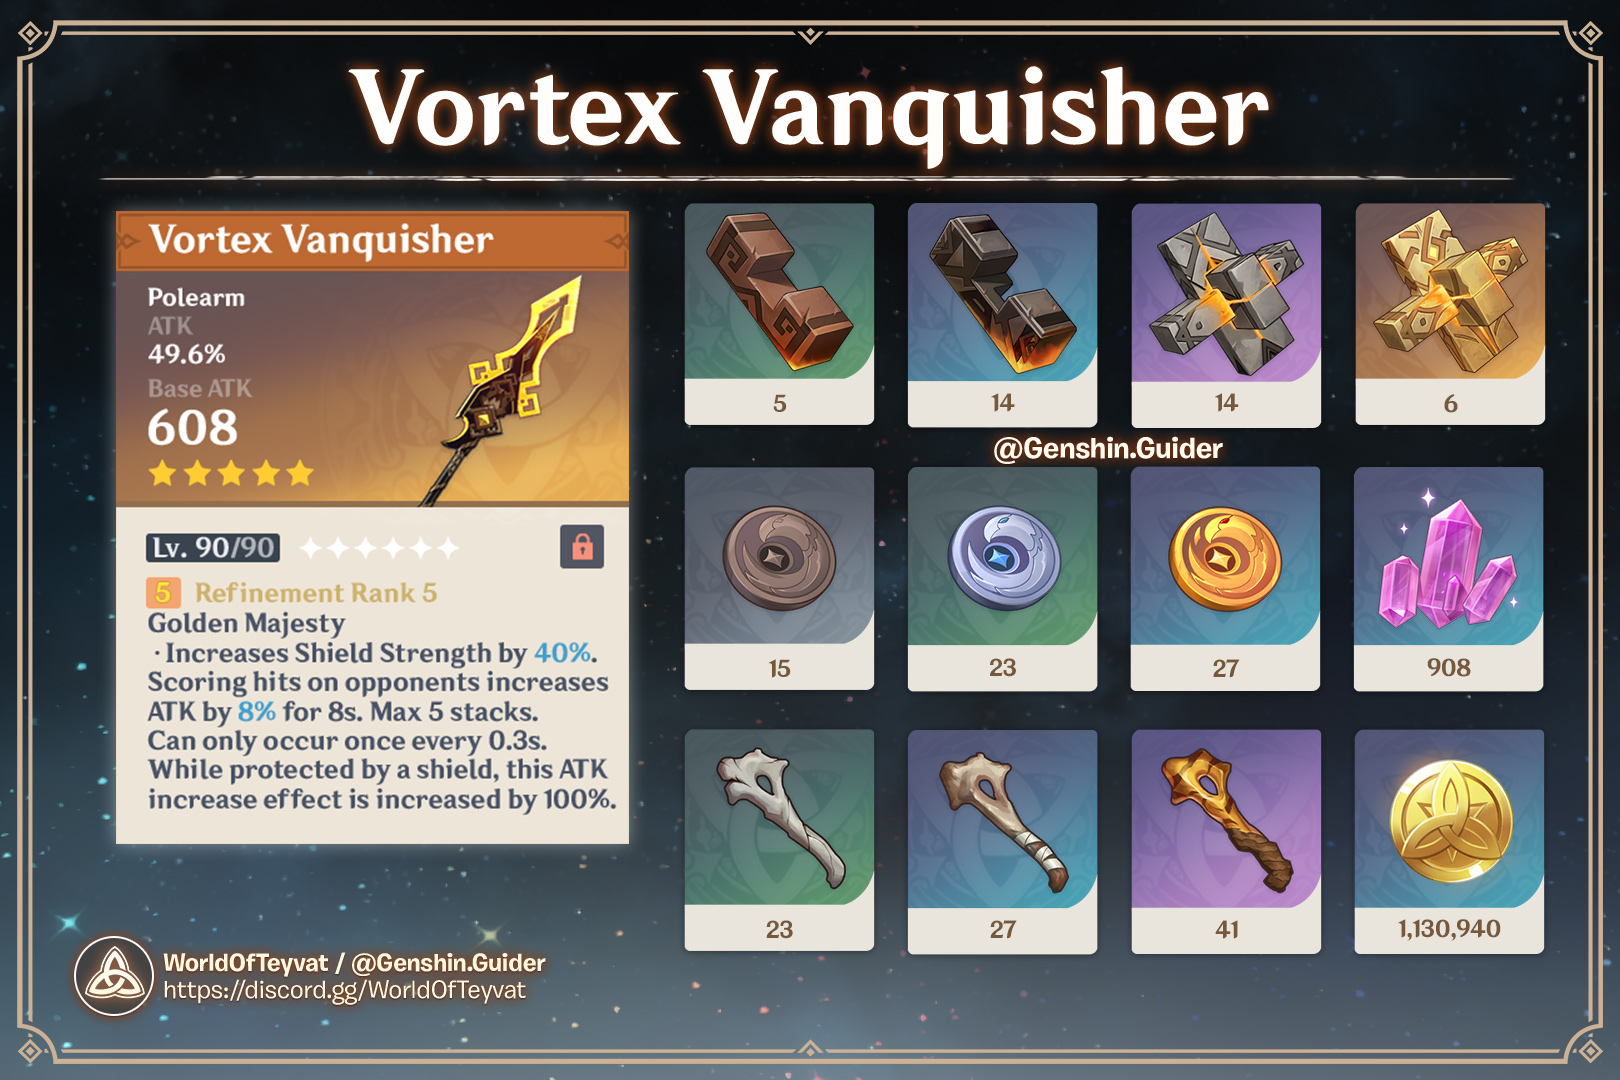 Vortex Vanquisher
Vortex Vanquisher
Polearm
ATK
49.6%
Base ATK
608
Lv. 90/90
5 Refinement Rank 5
Golden Majesty
· Increases Shield Strength by 40%.
Scoring hits on opponents increases
ATK by 8% for 8s. Max 5 stacks.
Can only occur once every 0.3s.
While protected by a shield, this ATK
increase effect is increased by 100%.
5 14 14 6
@Genshin.Guider
15 23 27 908
23 27 41 1,130,940
WorldOfTeyvat / @Genshin.Guider
https://discord.gg/WorldOfTeyvat